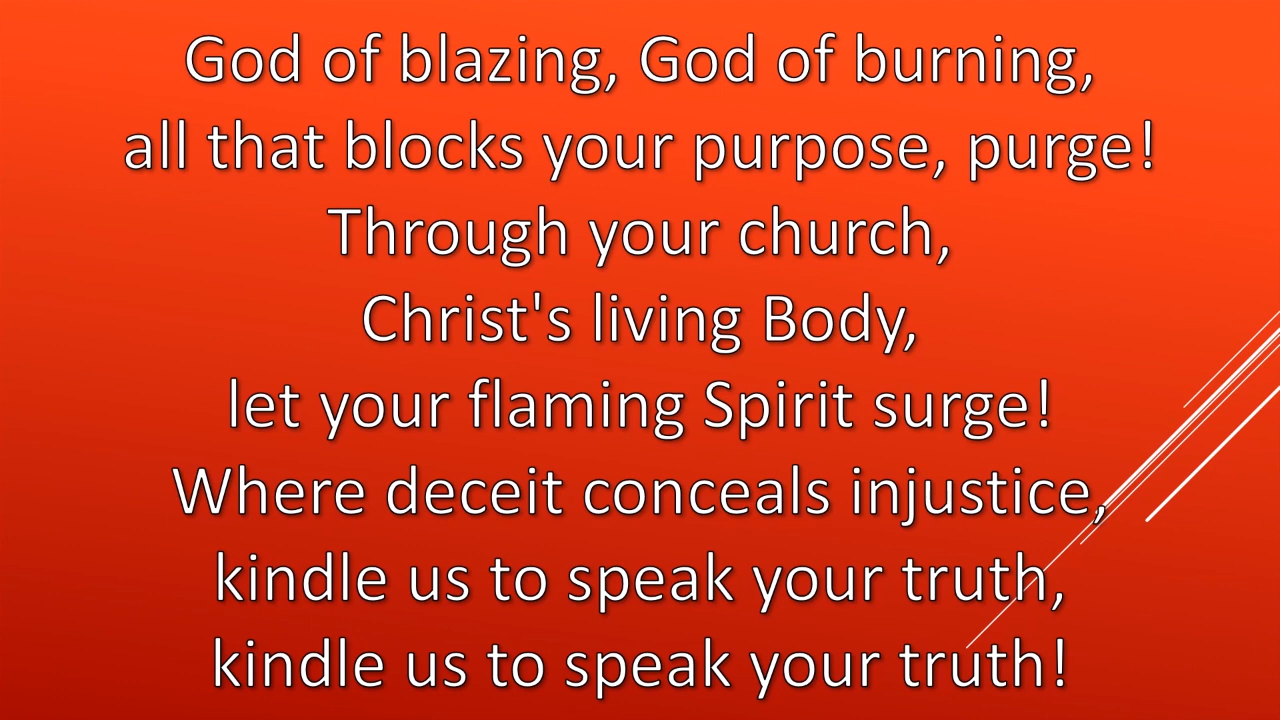 God of blazing, God of burning,
all that blocks your purpose, purge!
Through your church,
Christ's living Body,
let your flaming Spirit surge!
Where deceit conceals injustice,
kindle us to speak your truth,
kindle us to speak your truth!